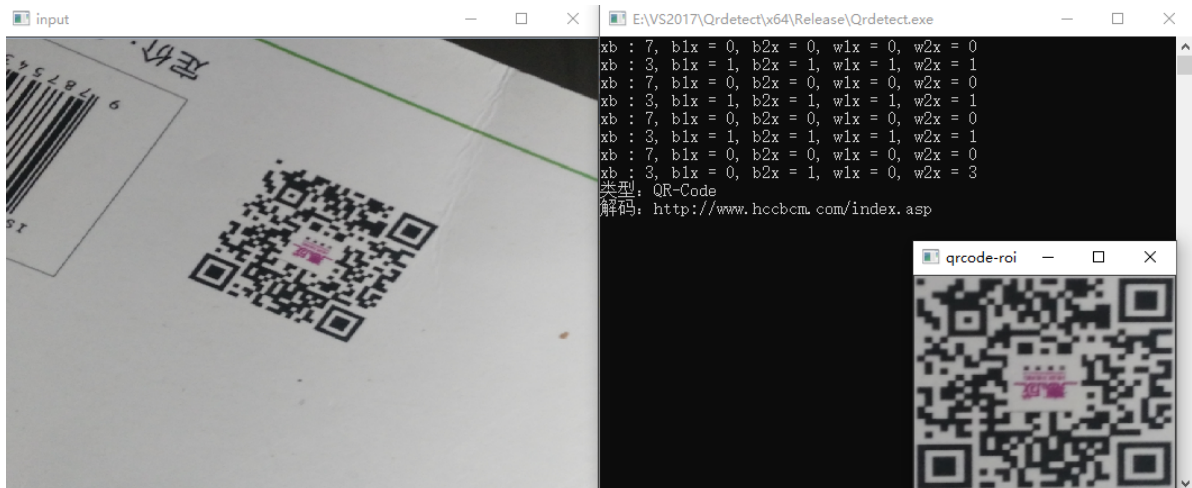 input
定价：
9 787543
E:\VS2017\Qrdetect\x64\Release\Qrdetect.exe
xb : 7, b1x = 0, b2x = 0, w1x = 0, w2x = 0
xb : 3, b1x = 1, b2x = 1, w1x = 1, w2x = 1
xb : 7, b1x = 0, b2x = 0, w1x = 0, w2x = 0
xb : 3, b1x = 1, b2x = 1, w1x = 1, w2x = 1
xb : 7, b1x = 0, b2x = 0, w1x = 0, w2x = 0
xb : 3, b1x = 1, b2x = 1, w1x = 1, w2x = 1
xb : 7, b1x = 0, b2x = 0, w1x = 0, w2x = 0
xb : 3, b1x = 0, b2x = 1, w1x = 0, w2x = 3
类型：QR-Code
解码：http://www.hccbcm.com/index.asp
qrcode-roi